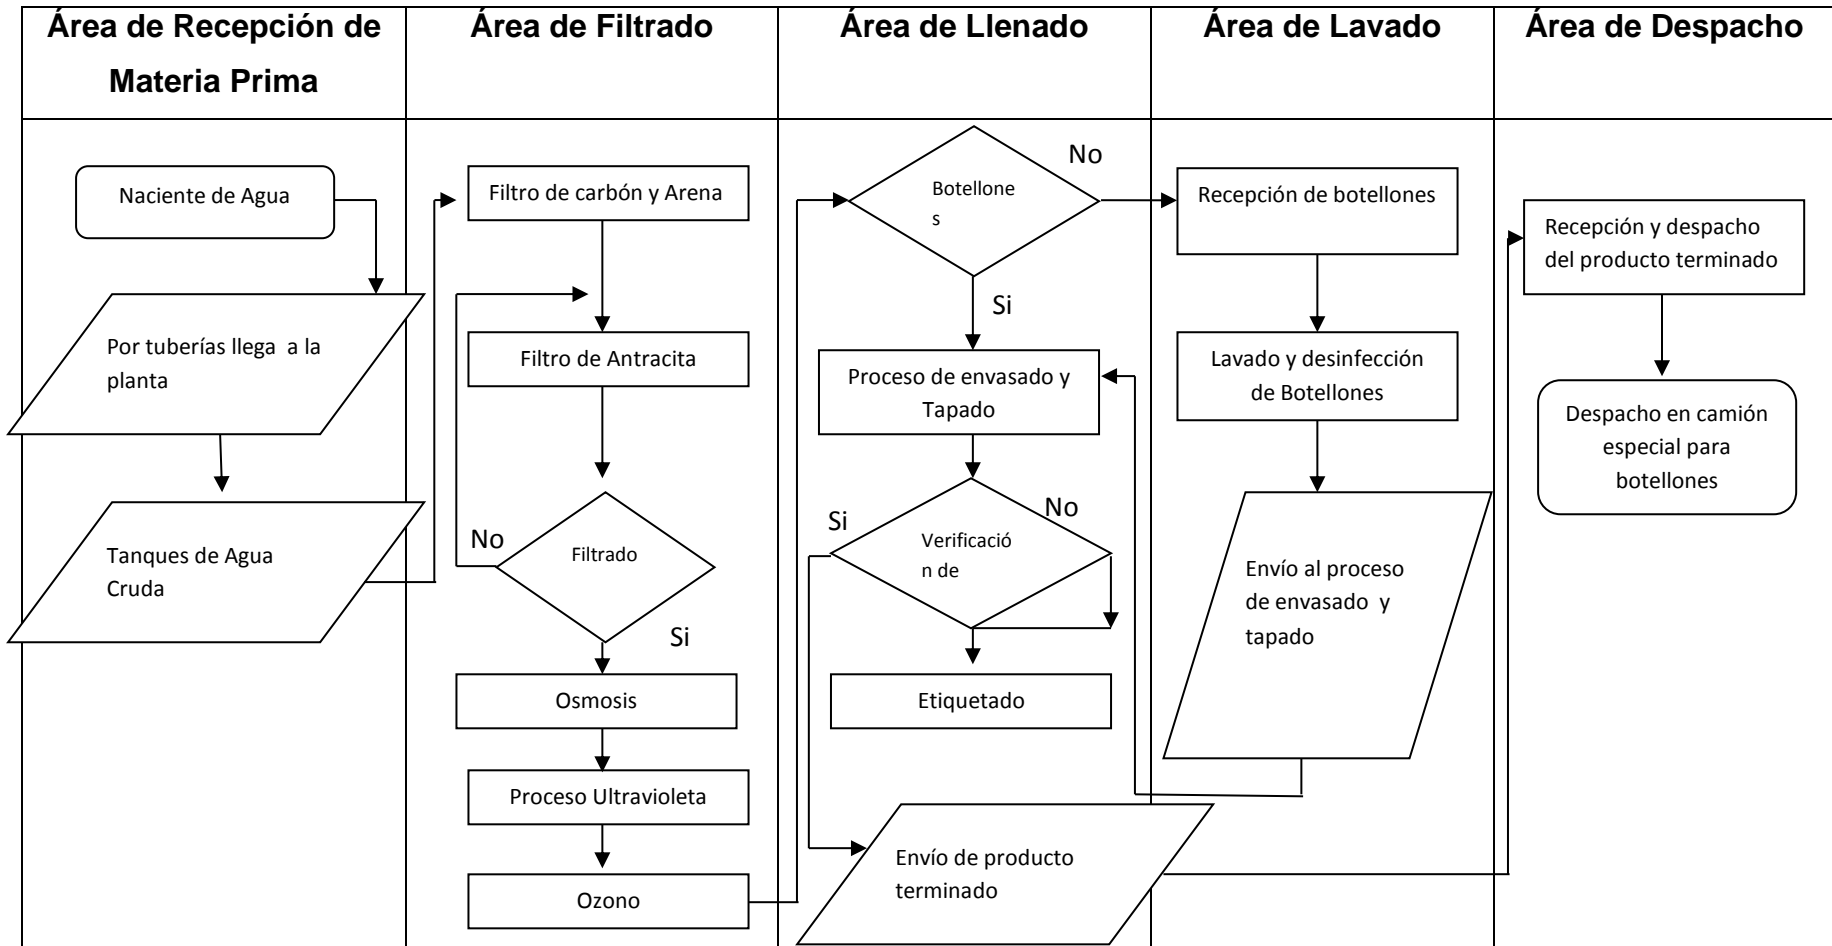 Área de Recepción de
Materia Prima
Área de Filtrado
Área de Llenado
Área de Lavado
Área de Despacho
Naciente de Agua
Por tuberías llega a la
planta
Tanques de Agua
Cruda
Filtro de carbón y Arena
Filtro de Antracita
No
Filtrado
Si
Osmosis
Proceso Ultravioleta
Ozono
Botellone
s
No
Si
Proceso de envasado y
Tapado
Si
No
Verificació
n de
Etiquetado
Envío de producto
terminado
Recepción de botellones
Lavado y desinfección
de Botellones
Envío al proceso
de envasado y
tapado
Recepción y despacho
del producto terminado
Despacho en camión
especial para
botellones